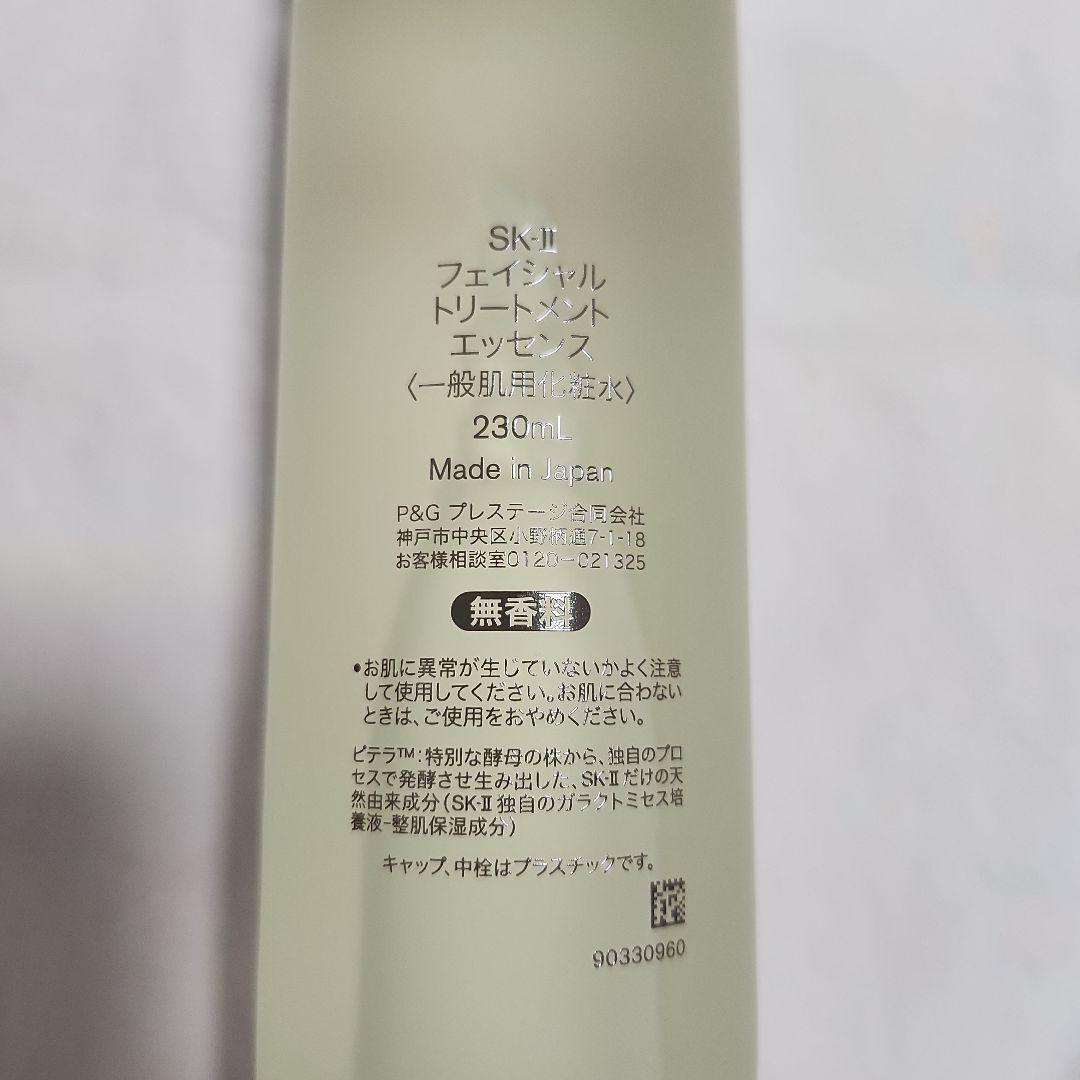 SK-II
フェイシャル
トリートメント
エッセンス
〈一般肌用化粧水〉
230mL
Made in Japan
P&G プレステージ合同会社
神戸市中央区小野柄通7-1-18
お客様相談室0120-021325
無香料
•お肌に異常が生じていないかよく注意
して使用してください。お肌に合わない
ときは、ご使用をおやめください。
ピテラ™:特別な酵母の株から、独自のプロ
セスで発酵させ生み出した、SK-IIだけの天
然由来成分(SK-II独自のガラクトミセス培
養液-整肌保湿成分)
キャップ、中栓はプラスチックです。
90330960